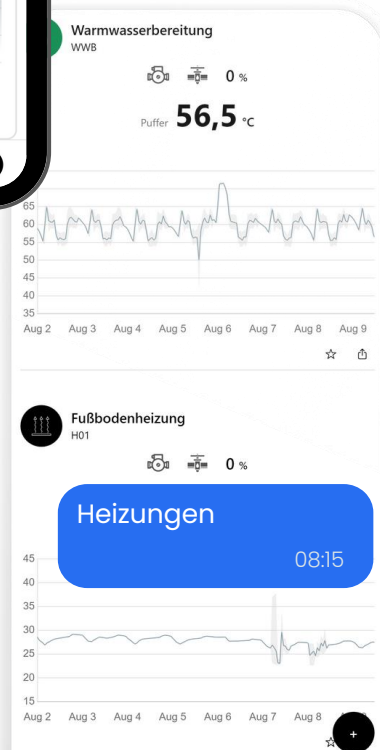 Warmwasserbereitung
WWB
0 %
Puffer 56,5 °C
65
60
55
50
45
40
35
Aug 2 Aug 3 Aug 4 Aug 5 Aug 6 Aug 7 Aug 8 Aug 9
Fußbodenheizung
H01
0 %
Heizungen
08:15
45
40
35
30
25
20
15
Aug 2 Aug 3 Aug 4 Aug 5 Aug 6 Aug 7 Aug 8
+